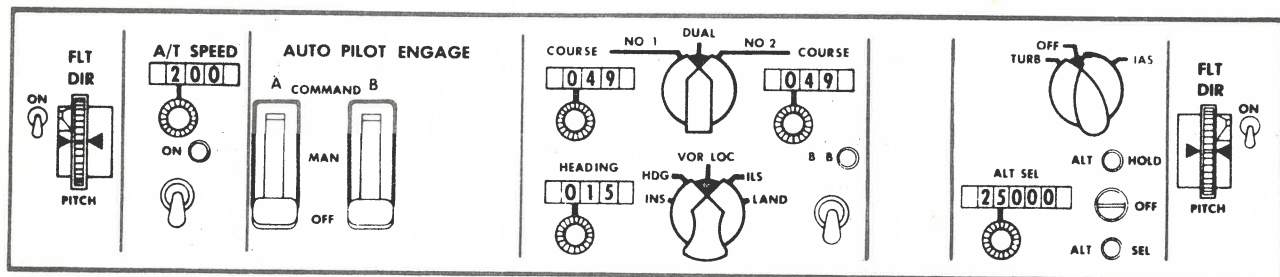 FLT
DIR
ON
PITCH
A/T SPEED
200
ON
AUTO PILOT ENGAGE
A COMMAND B
MAN
OFF
COURSE
049
NO 1
DUAL
NO 2
COURSE
049
HEADING
015
VOR LOC
HDG
ILS
INS
LAND
B B
OFF
TURB
IAS
ALT HOLD
ALT SEL
25000
OFF
ALT SEL
FLT
DIR
ON
PITCH